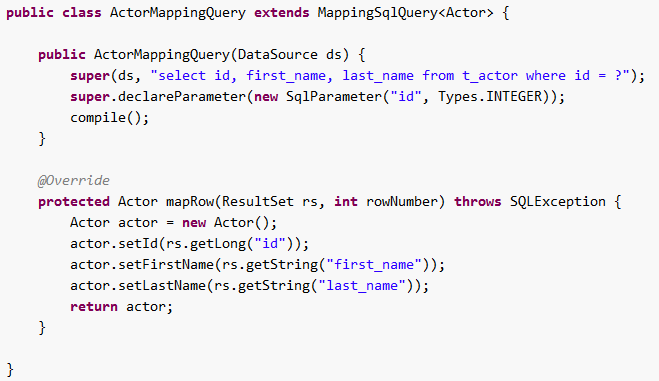 public class ActorMappingQuery extends MappingSqlQuery<Actor> {
    public ActorMappingQuery(DataSource ds) {
        super(ds, "select id, first_name, last_name from t_actor where id = ?");
        super.declareParameter(new SqlParameter("id", Types.INTEGER));
        compile();
    }
    @Override
    protected Actor mapRow(ResultSet rs, int rowNumber) throws SQLException {
        Actor actor = new Actor();
        actor.setId(rs.getLong("id"));
        actor.setFirstName(rs.getString("first_name"));
        actor.setLastName(rs.getString("last_name"));
        return actor;
    }
}